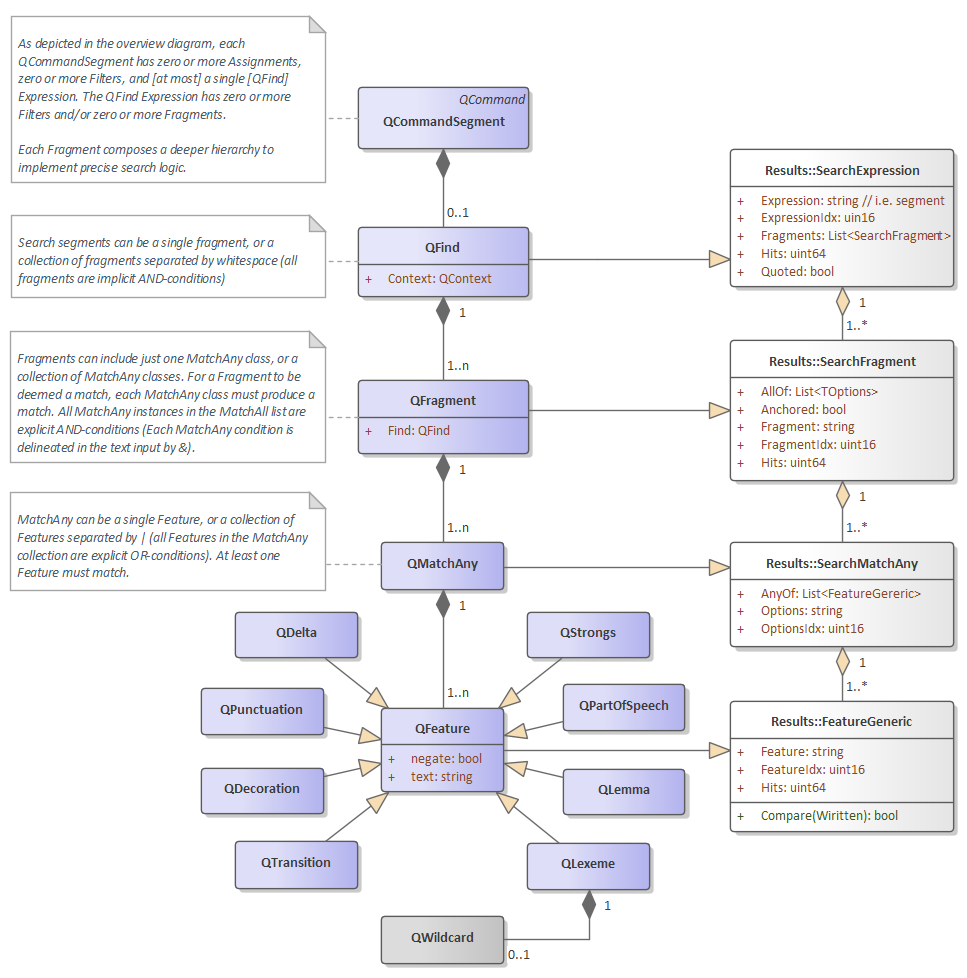 As depicted in the overview diagram, each
QCommandSegment has zero or more Assignments,
zero or more Filters, and [at most] a single [QFind]
Expression. The QFind Expression has zero or more
Filters and/or zero or more Fragments.
Each Fragment composes a deeper hierarchy to
implement precise search logic.
QCommand
QCommandSegment
0..1
Search segments can be a single fragment, or a
collection of fragments separated by whitespace (all
fragments are implicit AND-conditions)
QFind
+ Context: QContext
1
1..n
Results::SearchExpression
+ Expression: string // i.e. segment
+ ExpressionIdx: uin16
+ Fragments: List<SearchFragment>
+ Hits: uint64
+ Quoted: bool
1
1..*
Fragments can include just one MatchAny class, or a
collection of MatchAny classes. For a Fragment to be
deemed a match, each MatchAny class must produce a
match. All MatchAny instances in the MatchAll list are
explicit AND-conditions (Each MatchAny condition is
delineated in the text input by &).
QFragment
+ Find: QFind
1
1..n
Results::SearchFragment
+ AllOf: List<TOptions>
+ Anchored: bool
+ Fragment: string
+ FragmentIdx: uint16
+ Hits: uint64
1
1..*
MatchAny can be a single Feature, or a collection of
Features separated by | (all Features in the MatchAny
collection are explicit OR-conditions). At least one
Feature must match.
QMatchAny
1
1..n
Results::SearchMatchAny
+ AnyOf: List<FeatureGereric>
+ Options: string
+ OptionsIdx: uint16
1
1..*
QDelta
QStrongs
QPunctuation
QPartOfSpeech
QFeature
+ negate: bool
+ text: string
Results::FeatureGeneric
+ Feature: string
+ FeatureIdx: uint16
+ Hits: uint64
+ Compare(Wiritten): bool
QDecoration
QLemma
QTransition
QLexeme
1
QWildcard
0..1